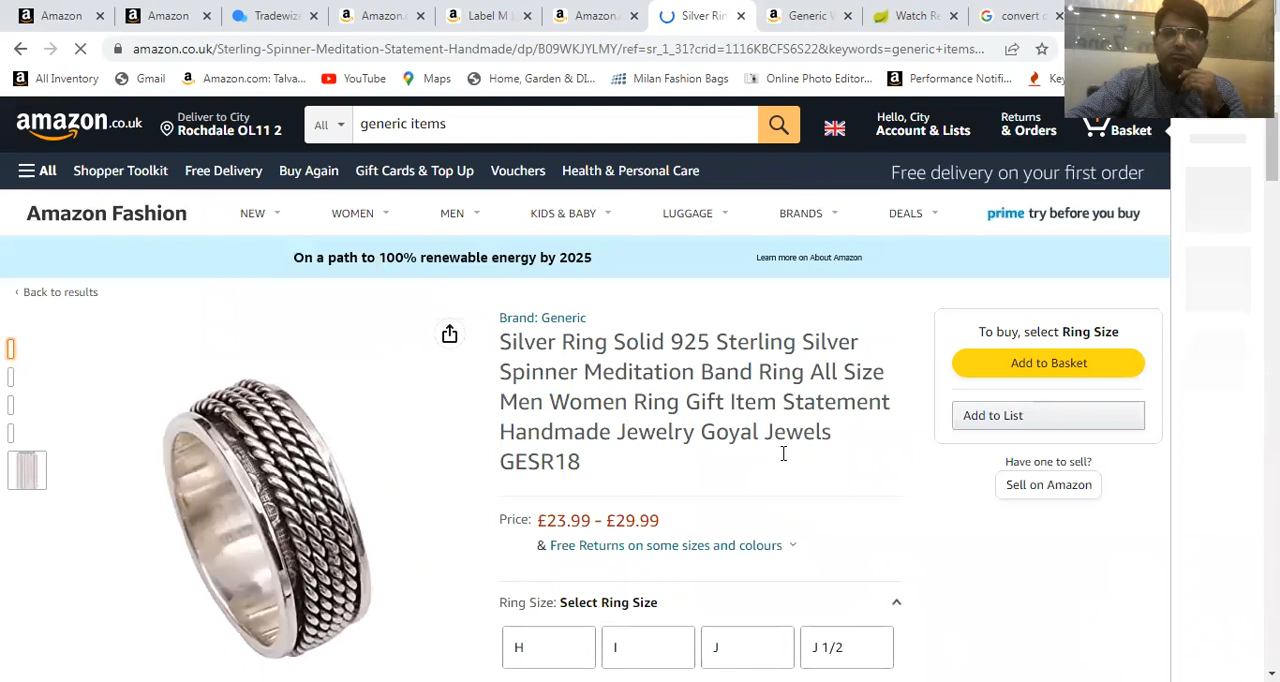 Amazon
Amazon
Tradewiz
Amazon.c
Label M
Amazon.
Silver Rin
Generic
Watch Re
convert c
amazon.co.uk/Sterling-Spinner-Meditation-Statement-Handmade/dp/B09WKJYLMY/ref=sr_1_31?crid=1116KBCFS6S22&keywords=generic+items...
All Inventory
Gmail
Amazon.com: Talva...
YouTube
Maps
Home, Garden & DI...
Milan Fashion Bags
Online Photo Editor...
Performance Notifi...
Key
amazon.co.uk
Deliver to City
Rochdale OL11 2
All
generic items
Hello, City
Account & Lists
Returns
& Orders
Basket
All
Shopper Toolkit
Free Delivery
Buy Again
Gift Cards & Top Up
Vouchers
Health & Personal Care
Free delivery on your first order
Amazon Fashion
NEW
WOMEN
MEN
KIDS & BABY
LUGGAGE
BRANDS
DEALS
prime try before you buy
On a path to 100% renewable energy by 2025
Learn more on About Amazon
‹ Back to results
Brand: Generic
Silver Ring Solid 925 Sterling Silver
Spinner Meditation Band Ring All Size
Men Women Ring Gift Item Statement
Handmade Jewelry Goyal Jewels
GESR18
Price: £23.99 - £29.99
& Free Returns on some sizes and colours
Ring Size: Select Ring Size
H
I
J
J 1/2
To buy, select Ring Size
Add to Basket
Add to List
Have one to sell?
Sell on Amazon